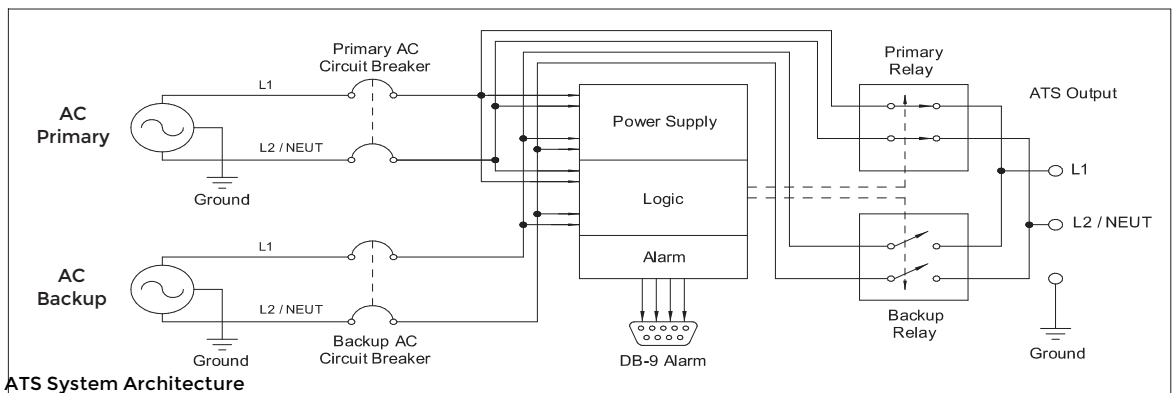 Primary AC
Circuit Breaker
L1
AC
Primary
L2 / NEUT
Ground
L1
AC
Backup
L2 / NEUT
Ground
Backup AC
Circuit Breaker
Power Supply
Logic
Alarm
DB-9 Alarm
Primary
Relay
ATS Output
L1
L2 / NEUT
Backup
Relay
Ground
ATS System Architecture